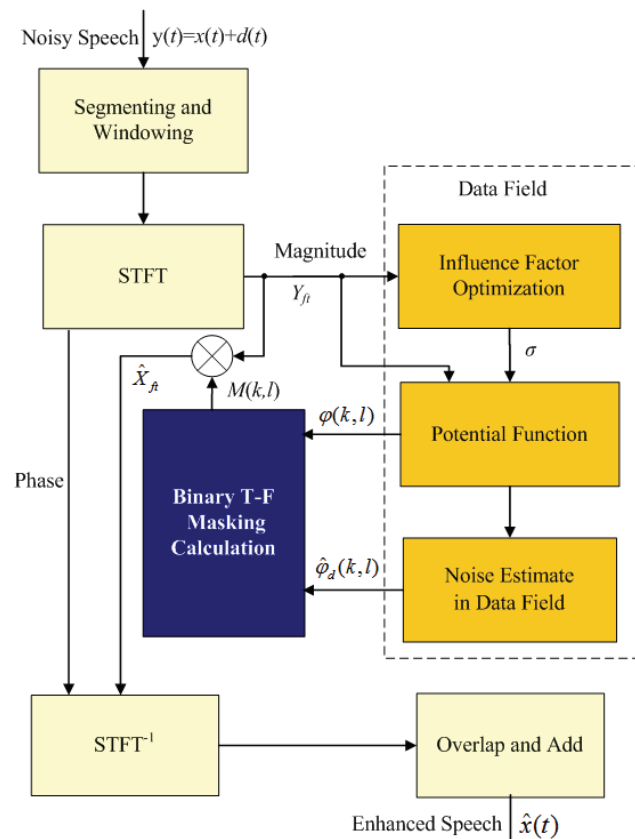 Noisy Speech y(t)=x(t)+d(t)
Segmenting and
Windowing
Data Field
STFT
Magnitude
Y_ft
Influence Factor
Optimization
σ
X̂_ft
M(k,l)
φ(k,l)
Potential Function
Phase
Binary T-F
Masking
Calculation
φ̂_d(k,l)
Noise Estimate
in Data Field
STFT⁻¹
Overlap and Add
Enhanced Speech x̂(t)